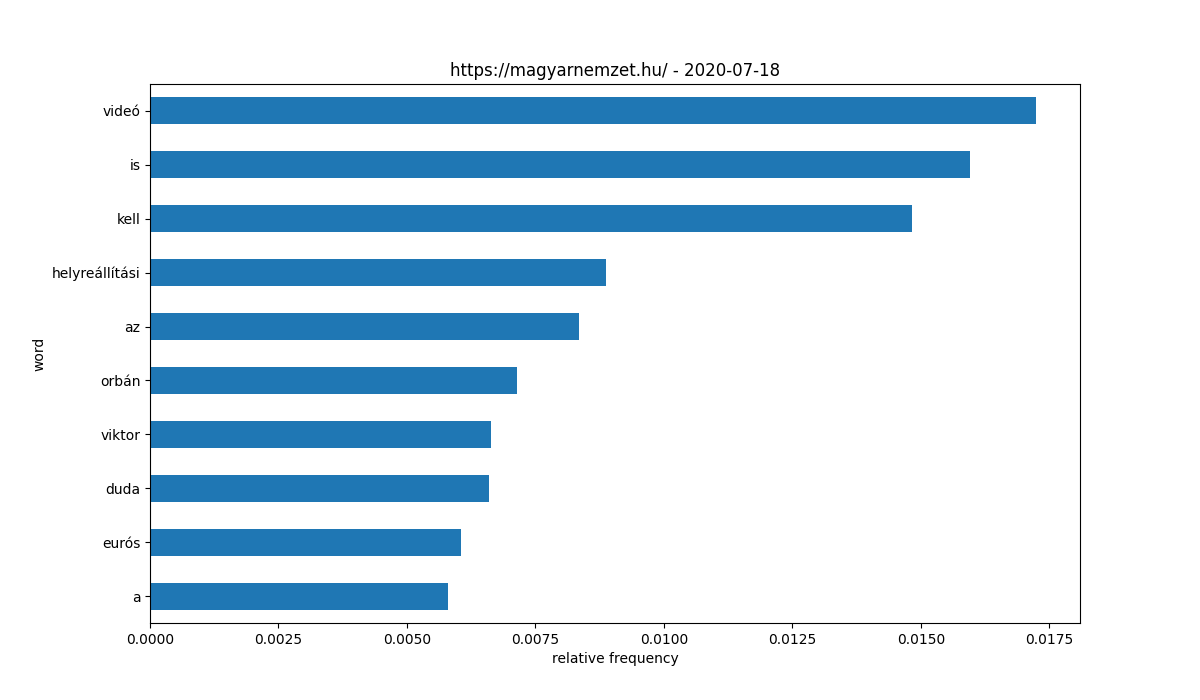 https://magyarnemzet.hu/ - 2020-07-18
videó
is
kell
helyreállítási
az
orbán
viktor
duda
eurós
a
word
0.0000 0.0025 0.0050 0.0075 0.0100 0.0125 0.0150 0.0175
relative frequency